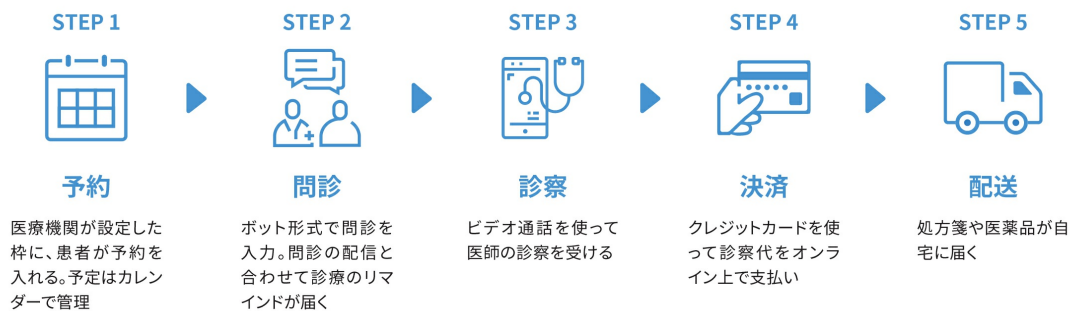 STEP 1
予約
医療機関が設定した
枠に、患者が予約を
入れる。予定はカレン
ダーで管理
STEP 2
問診
ボット形式で問診を
入力。問診の配信と
合わせて診療のリマ
インドが届く
STEP 3
診察
ビデオ通話を使って
医師の診察を受ける
STEP 4
決済
クレジットカードを使
って診察代をオンラ
イン上で支払い
STEP 5
配送
処方箋や医薬品が自
宅に届く